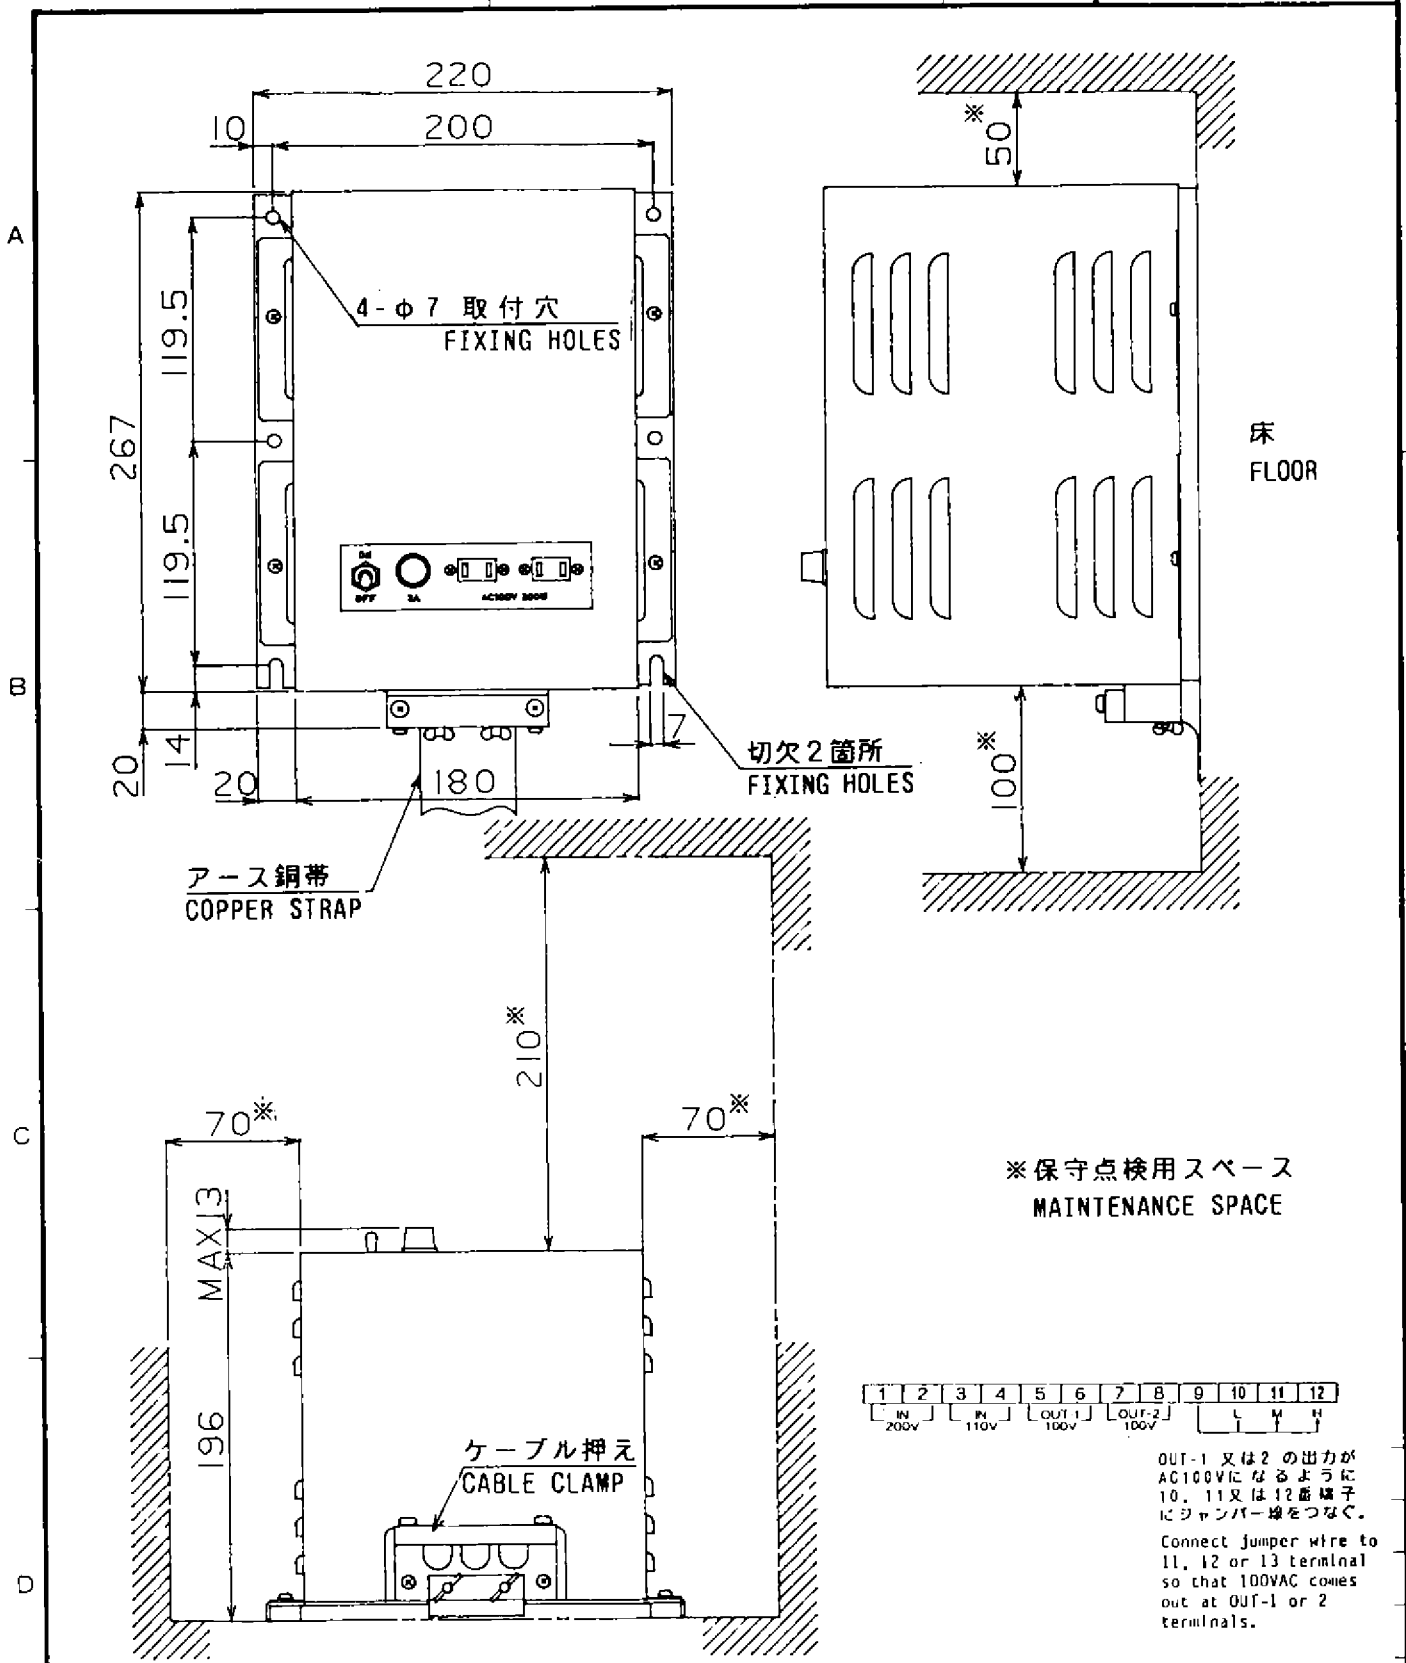 220
10
200
※
50
A
4-φ7 取付穴
FIXING HOLES
119.5
267
床
FLOOR
119.5
ON
OFF
3A
AC100V 200W
B
20
14
7
切欠2箇所
FIXING HOLES
※
100
20
180
アース銅帯
COPPER STRAP
210※
C
70※
70※
※保守点検用スペース
MAINTENANCE SPACE
MAX13
196
1 2 3 4 5 6 7 8 9 10 11 12
IN IN OUT-1 OUT-2 L M H
200V 110V 100V 100V
ケーブル押え
CABLE CLAMP
OUT-1 又は2 の出力が
AC100Vになるように
10, 11又は12番端子
にジャンパー線をつなぐ。
Connect jumper wire to
11, 12 or 13 terminal
so that 100VAC comes
out at OUT-1 or 2
terminals.
D